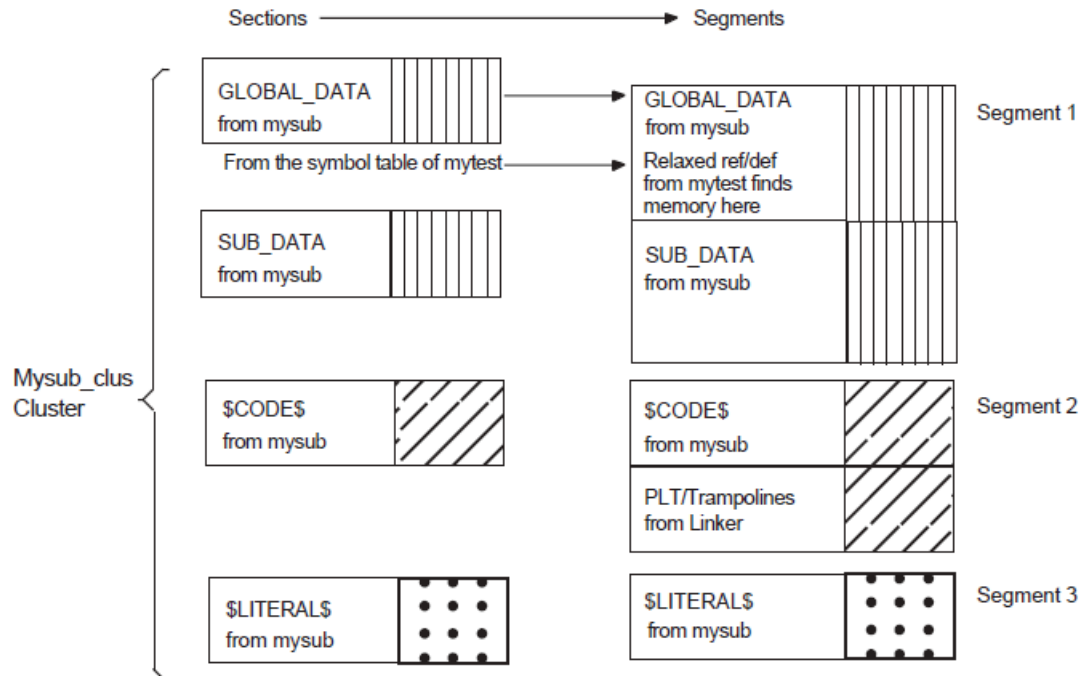 Sections
Segments
GLOBAL_DATA
from mysub
GLOBAL_DATA
from mysub
Segment 1
From the symbol table of mytest
Relaxed ref/def
from mytest finds
memory here
SUB_DATA
from mysub
SUB_DATA
from mysub
Mysub_clus
Cluster
$CODE$
from mysub
$CODE$
from mysub
Segment 2
PLT/Trampolines
from Linker
$LITERAL$
from mysub
$LITERAL$
from mysub
Segment 3